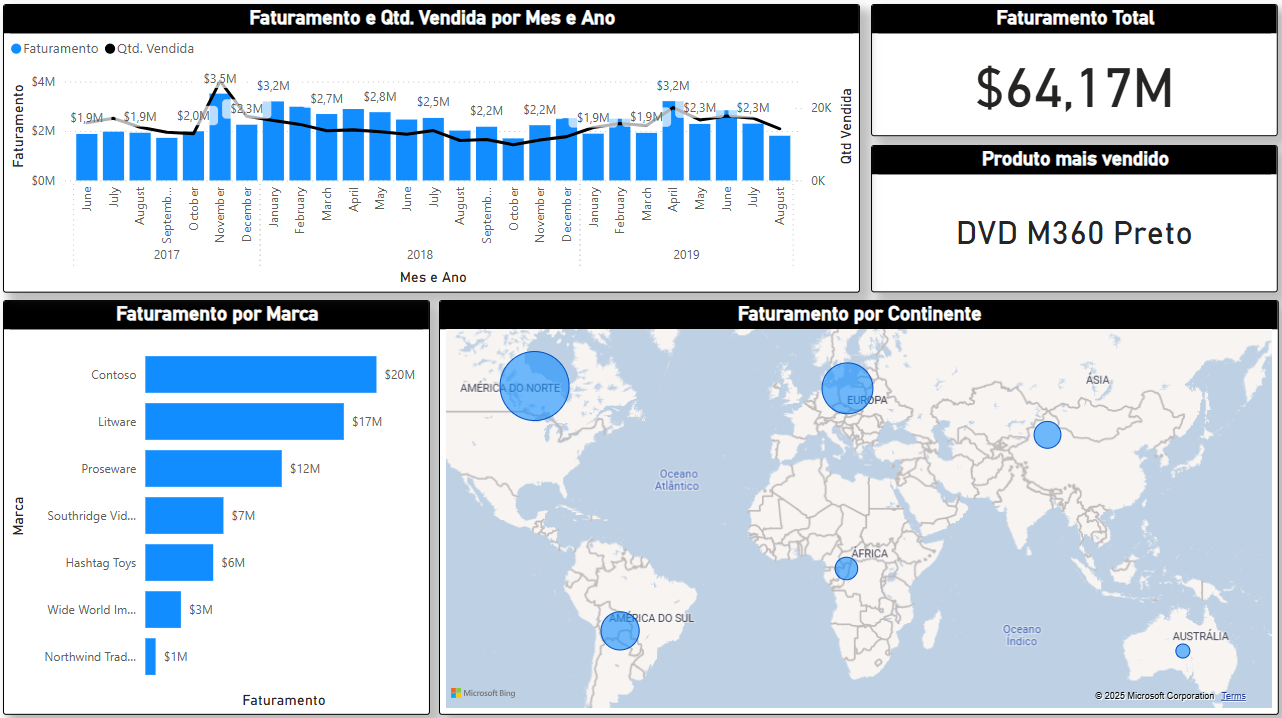 Faturamento e Qtd. Vendida por Mes e Ano
Faturamento Qtd. Vendida
Faturamento
$4M
$2M
$0M
$1,9M
$1,9M
$2,0M
$3,5M
$2,3M
$3,2M
$2,7M
$2,8M
$2,5M
$2,2M
$2,2M
$1,9M
$1,9M
$3,2M
$2,3M
$2,3M
20K
0K
Qtd Vendida
June July August Septemb... October November December January February March April May June July August Septemb... October November December January February March April May June July August
2017 2018 2019
Mes e Ano
Faturamento Total
$64,17M
Produto mais vendido
DVD M360 Preto
Faturamento por Marca
Marca
Contoso $20M
Litware $17M
Proseware $12M
Southridge Vid... $7M
Hashtag Toys $6M
Wide World Im... $3M
Northwind Trad... $1M
Faturamento
Faturamento por Continente
AMÉRICA DO NORTE
EUROPA
ÁSIA
Oceano
Atlântico
ÁFRICA
AMÉRICA DO SUL
Oceano
Índico
AUSTRÁLIA
Microsoft Bing
© 2025 Microsoft Corporation Terms